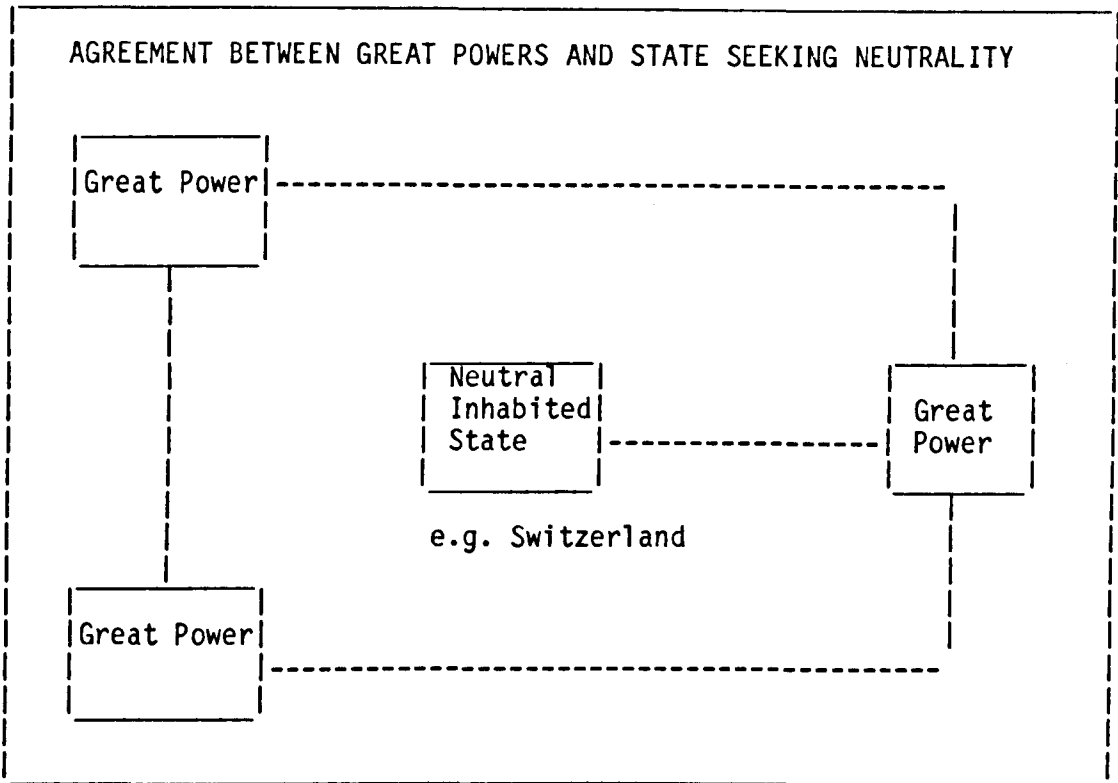 AGREEMENT BETWEEN GREAT POWERS AND STATE SEEKING NEUTRALITY
Great Power
Neutral
Inhabited
State
Great
Power
e.g. Switzerland
Great Power